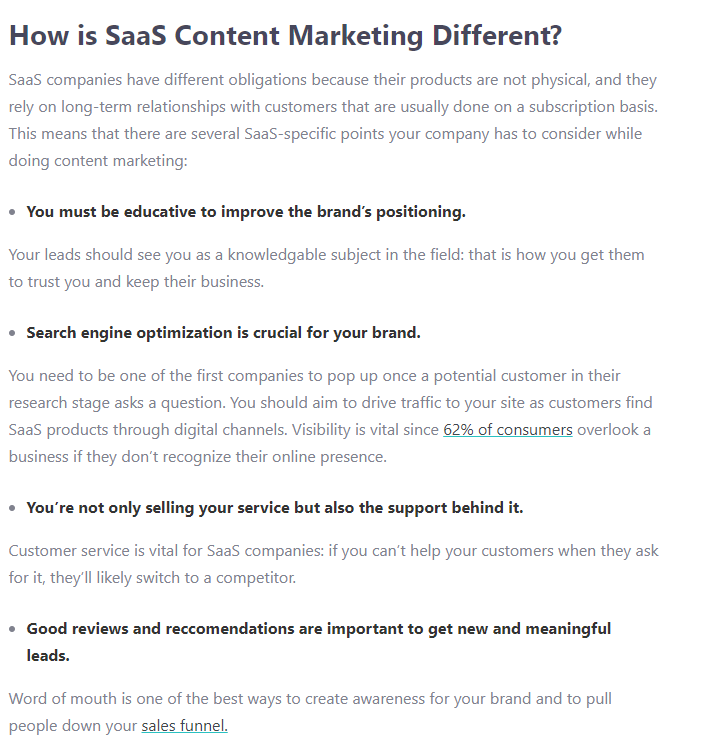 How is SaaS Content Marketing Different?
SaaS companies have different obligations because their products are not physical, and they
rely on long-term relationships with customers that are usually done on a subscription basis.
This means that there are several SaaS-specific points your company has to consider while
doing content marketing:
• You must be educative to improve the brand's positioning.
Your leads should see you as a knowledgable subject in the field: that is how you get them
to trust you and keep their business.
• Search engine optimization is crucial for your brand.
You need to be one of the first companies to pop up once a potential customer in their
research stage asks a question. You should aim to drive traffic to your site as customers find
SaaS products through digital channels. Visibility is vital since 62% of consumers overlook a
business if they don't recognize their online presence.
• You're not only selling your service but also the support behind it.
Customer service is vital for SaaS companies: if you can't help your customers when they ask
for it, they'll likely switch to a competitor.
• Good reviews and reccomendations are important to get new and meaningful
leads.
Word of mouth is one of the best ways to create awareness for your brand and to pull
people down your sales funnel.